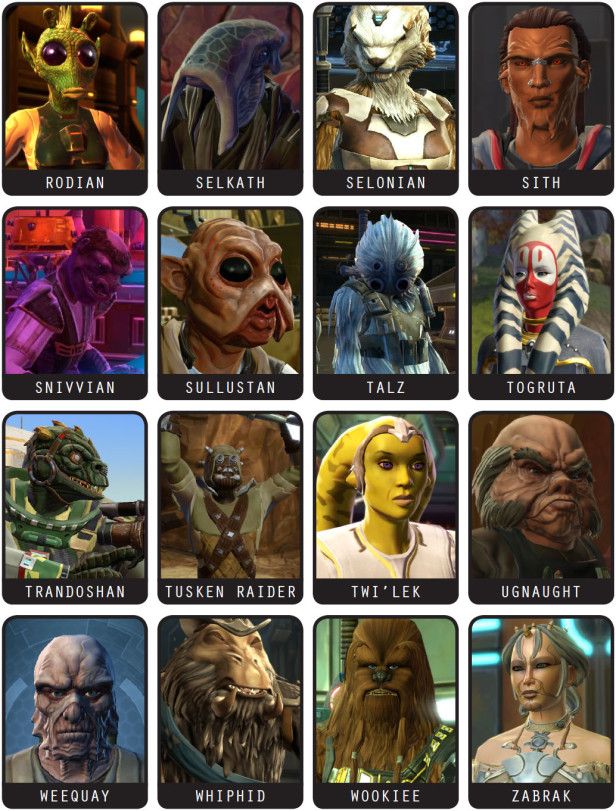 RODIAN
SELKATH
SELONIAN
SITH
SNIVVIAN
SULLUSTAN
TALZ
TOGRUTA
TRANDOSHAN
TUSKEN RAIDER
TWI'LEK
UGNAUGHT
WEEQUAY
WHIPHID
WOOKIEE
ZABRAK